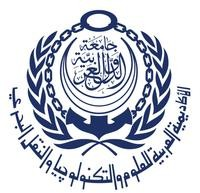 جامعة
الدول العربية
الأكاديمية العربية للعلوم والتكنولوجيا والنقل البحري